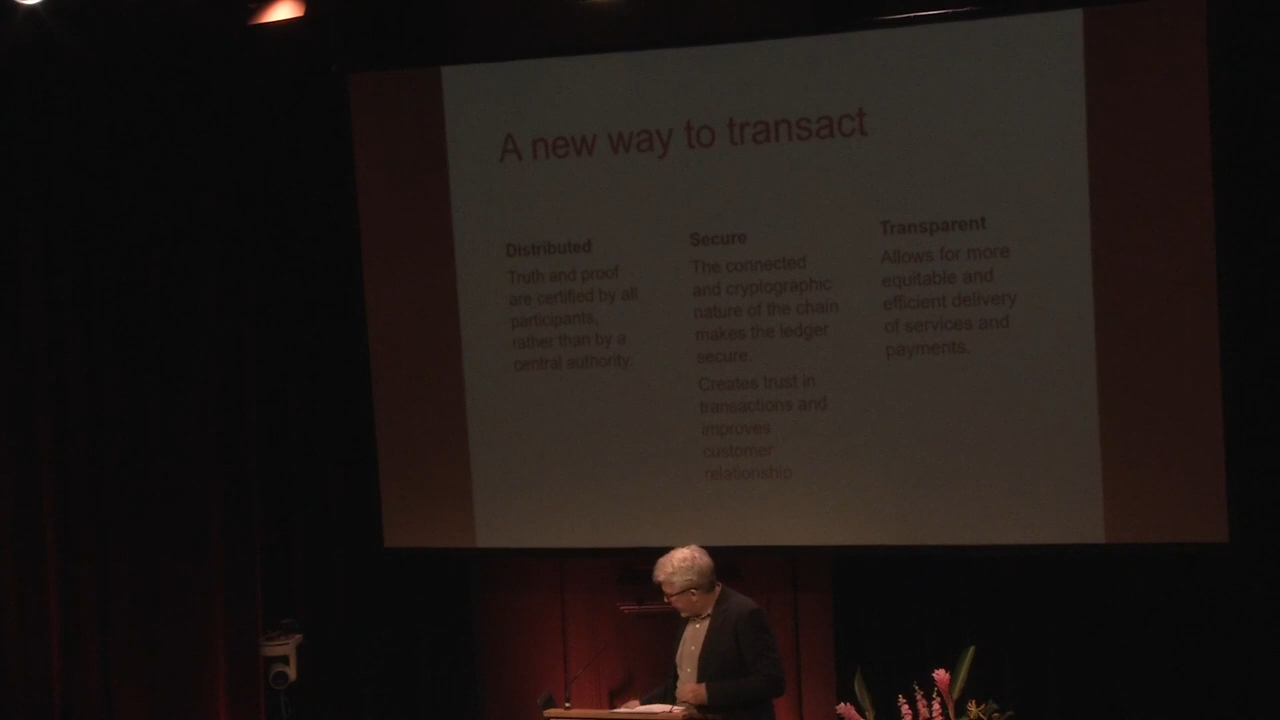 A new way to transact
Distributed
Truth and proof
are certified by all
participants,
rather than by a
central authority.
Secure
The connected
and cryptographic
nature of the chain
makes the ledger
secure.
Creates trust in
transactions and
improves
customer
relationship
Transparent
Allows for more
equitable and
efficient delivery
of services and
payments.